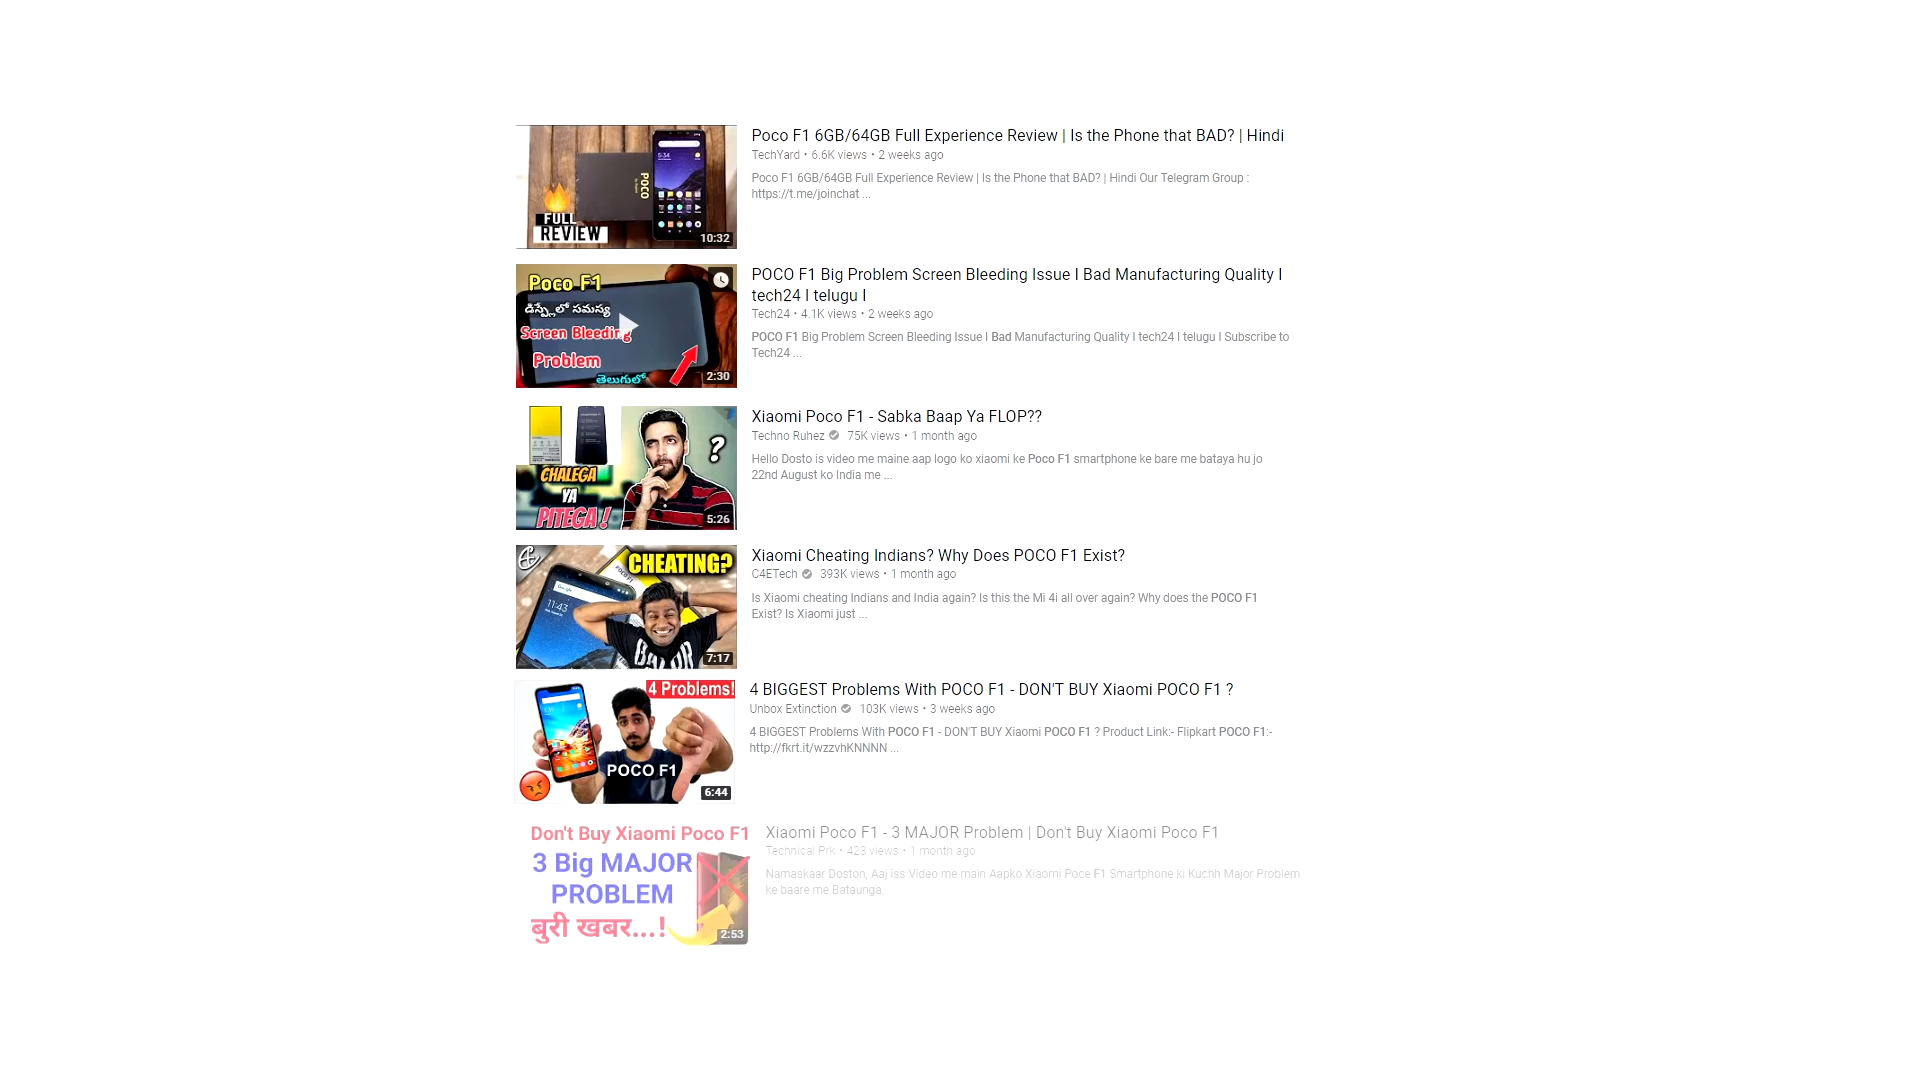 Poco F1 6GB/64GB Full Experience Review | Is the Phone that BAD? | Hindi
TechYard • 6.6K views • 2 weeks ago
Poco F1 6GB/64GB Full Experience Review | Is the Phone that BAD? | Hindi Our Telegram Group :
https://t.me/joinchat ...
5:34
POCO
FULL
REVIEW
10:32
POCO F1 Big Problem Screen Bleeding Issue I Bad Manufacturing Quality I
tech24 I telugu I
Tech24 • 4.1K views • 2 weeks ago
POCO F1 Big Problem Screen Bleeding Issue I Bad Manufacturing Quality I tech24 I telugu I Subscribe to
Tech24 ...
Poco F1
డిస్ప్లేలో సమస్య
Screen Bleeding
Problem
తెలుగులో
2:30
Xiaomi Poco F1 - Sabka Baap Ya FLOP??
Techno Ruhez 75K views • 1 month ago
Hello Dosto is video me maine aap logo ko xiaomi ke Poco F1 smartphone ke bare me bataya hu jo
22nd August ko India me ...
?
CHALEGA
YA
PITEGA !
5:26
Xiaomi Cheating Indians? Why Does POCO F1 Exist?
C4ETech 393K views • 1 month ago
Is Xiaomi cheating Indians and India again? Is this the Mi 4i all over again? Why does the POCO F1
Exist? Is Xiaomi just ...
CHEATING?
POCO F1
Google
11:43
7:17
4 BIGGEST Problems With POCO F1 - DON'T BUY Xiaomi POCO F1 ?
Unbox Extinction 103K views • 3 weeks ago
4 BIGGEST Problems With POCO F1 - DON'T BUY Xiaomi POCO F1 ? Product Link:- Flipkart POCO F1:-
http://fkrt.it/wzzvhKNNNN ...
4 Problems!
POCO F1
6:44
Xiaomi Poco F1 - 3 MAJOR Problem | Don't Buy Xiaomi Poco F1
Technical Prk • 423 views • 1 month ago
Namaskaar Doston, Aaj iss Video me main Aapko Xiaomi Poce F1 Smartphone ki Kuchh Major Problem
ke baare me Bataunga.
Don't Buy Xiaomi Poco F1
3 Big MAJOR
PROBLEM
बुरी खबर...!
2:53